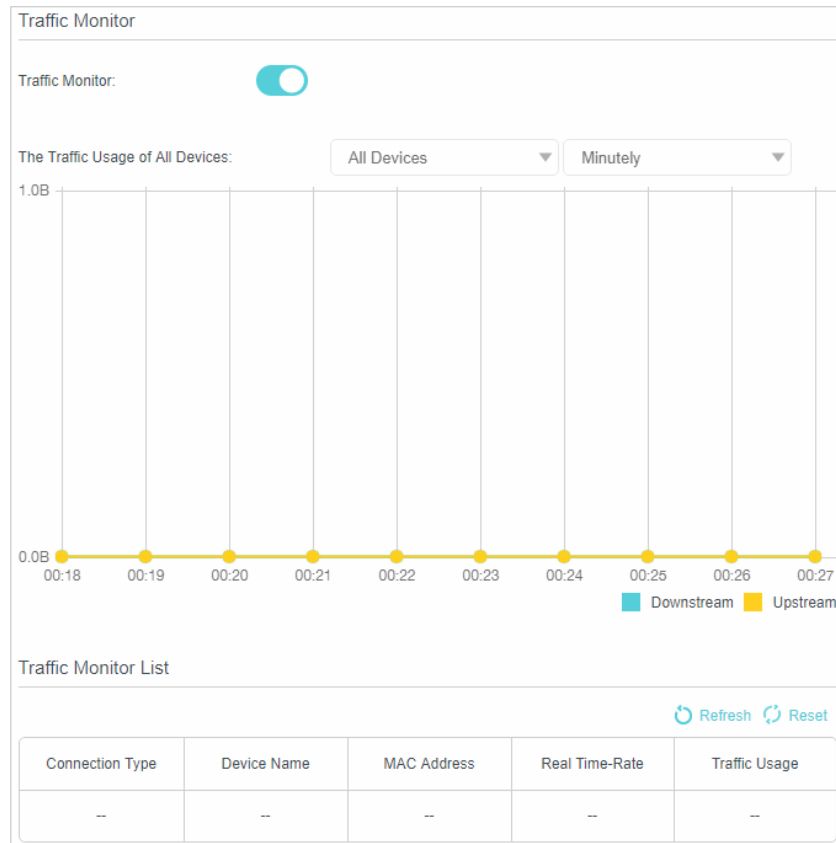 Traffic Monitor
Traffic Monitor:
The Traffic Usage of All Devices: All Devices Minutely
1.0B
0.0B
00:18 00:19 00:20 00:21 00:22 00:23 00:24 00:25 00:26 00:27
Downstream Upstream
Traffic Monitor List
Refresh Reset
Connection Type Device Name MAC Address Real Time-Rate Traffic Usage
-- -- -- -- --